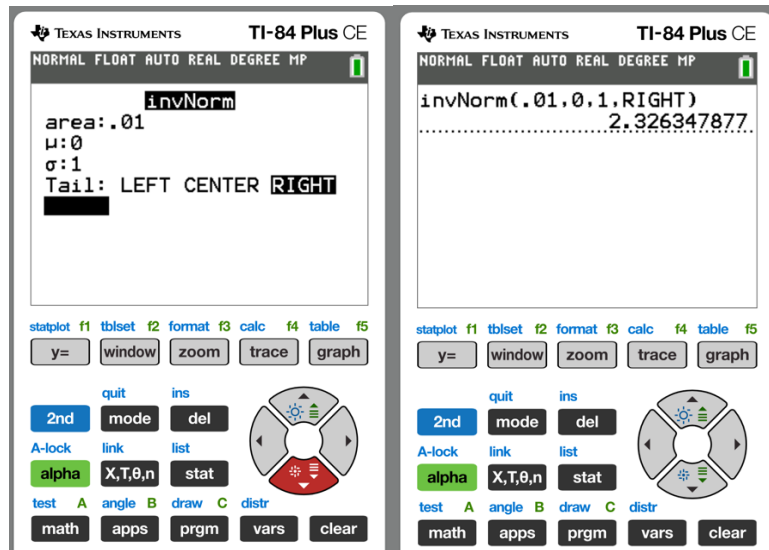 TEXAS INSTRUMENTS TI-84 Plus CE
NORMAL FLOAT AUTO REAL DEGREE MP
invNorm
area:.01
μ:0
σ:1
Tail: LEFT CENTER RIGHT
statplot f1 tblset f2 format f3 calc f4 table f5
y= window zoom trace graph
quit ins
2nd mode del
A-lock link list
alpha X,T,θ,n stat
test A angle B draw C distr
math apps prgm vars clear
TEXAS INSTRUMENTS TI-84 Plus CE
NORMAL FLOAT AUTO REAL DEGREE MP
invNorm(.01,0,1,RIGHT)
2.326347877
statplot f1 tblset f2 format f3 calc f4 table f5
y= window zoom trace graph
quit ins
2nd mode del
A-lock link list
alpha X,T,θ,n stat
test A angle B draw C distr
math apps prgm vars clear